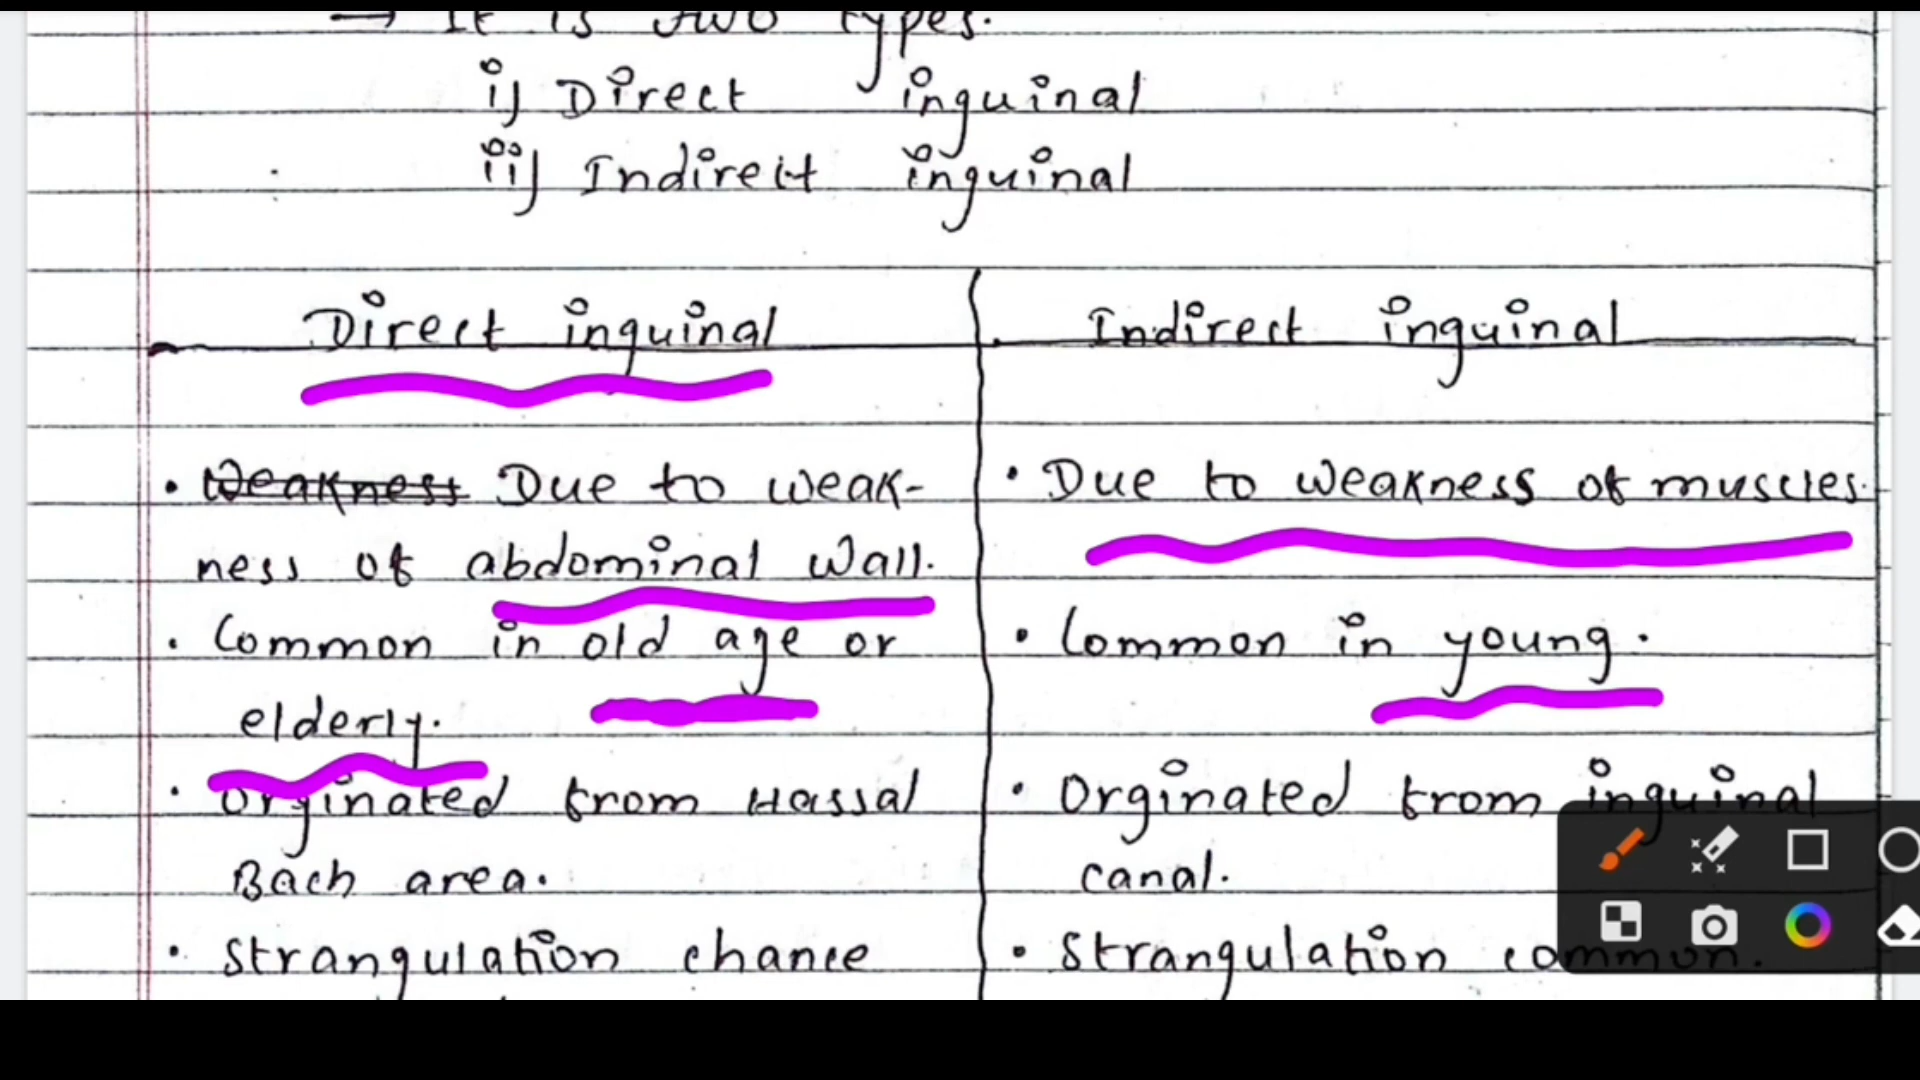 → It is two types.
i) Direct inguinal
ii) Indirect inguinal
Direct inguinal
Indirect inguinal
• Weakness Due to weak-
ness of abdominal wall.
• Common in old age or
elderly.
• Orginated from Hassal
Bach area.
• Strangulation chance
• Due to weakness of muscles.
• Common in young.
• Orginated from inguinal
canal.
• Strangulation common.